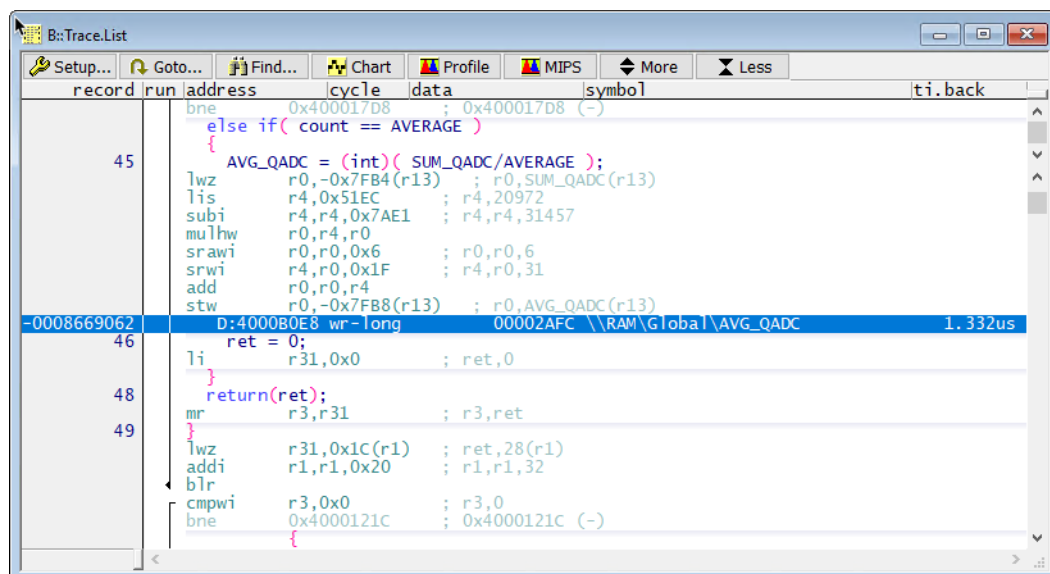 B::Trace.List
Setup... Goto... Find... Chart Profile MIPS More Less
record run address cycle data symbol ti.back
bne 0x400017D8 ; 0x400017D8 (-)
else if( count == AVERAGE )
{
45 AVG_QADC = (int)( SUM_QADC/AVERAGE );
lwz r0,-0x7FB4(r13) ; r0,SUM_QADC(r13)
lis r4,0x51EC ; r4,20972
subi r4,r4,0x7AE1 ; r4,r4,31457
mulhw r0,r4,r0
srawi r0,r0,0x6 ; r0,r0,6
srwi r4,r0,0x1F ; r4,r0,31
add r0,r0,r4
stw r0,-0x7FB8(r13) ; r0,AVG_QADC(r13)
-0008669062 D:4000B0E8 wr-long 00002AFC \\RAM\Global\AVG_QADC 1.332us
46 ret = 0;
li r31,0x0 ; ret,0
}
48 return(ret);
mr r3,r31 ; r3,ret
49 }
lwz r31,0x1C(r1) ; ret,28(r1)
addi r1,r1,0x20 ; r1,r1,32
blr
cmpwi r3,0x0 ; r3,0
bne 0x4000121C ; 0x4000121C (-)
{